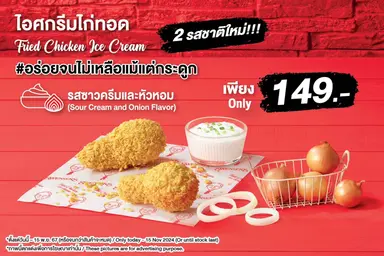 ไอศกรีมไก่ทอด
Fried Chicken Ice Cream
2 รสชาติใหม่!!!
#อร่อยจนไม่เหลือแม้แต่กระดูก
รสซาวครีมและหัวหอม
(Sour Cream and Onion Flavor)
เพียง
Only
149.-
*ตั้งแต่วันนี้ – 15 พ.ย. 67 (หรือจนกว่าสินค้าจะหมด) / Only today - 15 Nov 2024 (Or until stock last)
*ภาพนี้ตกแต่งเพื่อการโฆษณาเท่านั้น / These pictures are for advertising purpose.